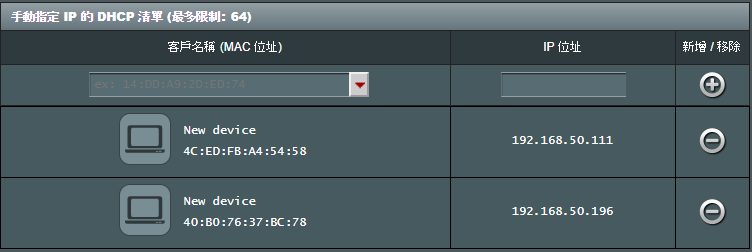 手動指定 IP 的 DHCP 清單 (最多限制: 64)
客戶名稱 (MAC 位址) IP 位址 新增 / 移除
ex: 14:DD:A9:2D:ED:74
New device
4C:ED:FB:A4:54:58 192.168.50.111
New device
40:B0:76:37:BC:78 192.168.50.196